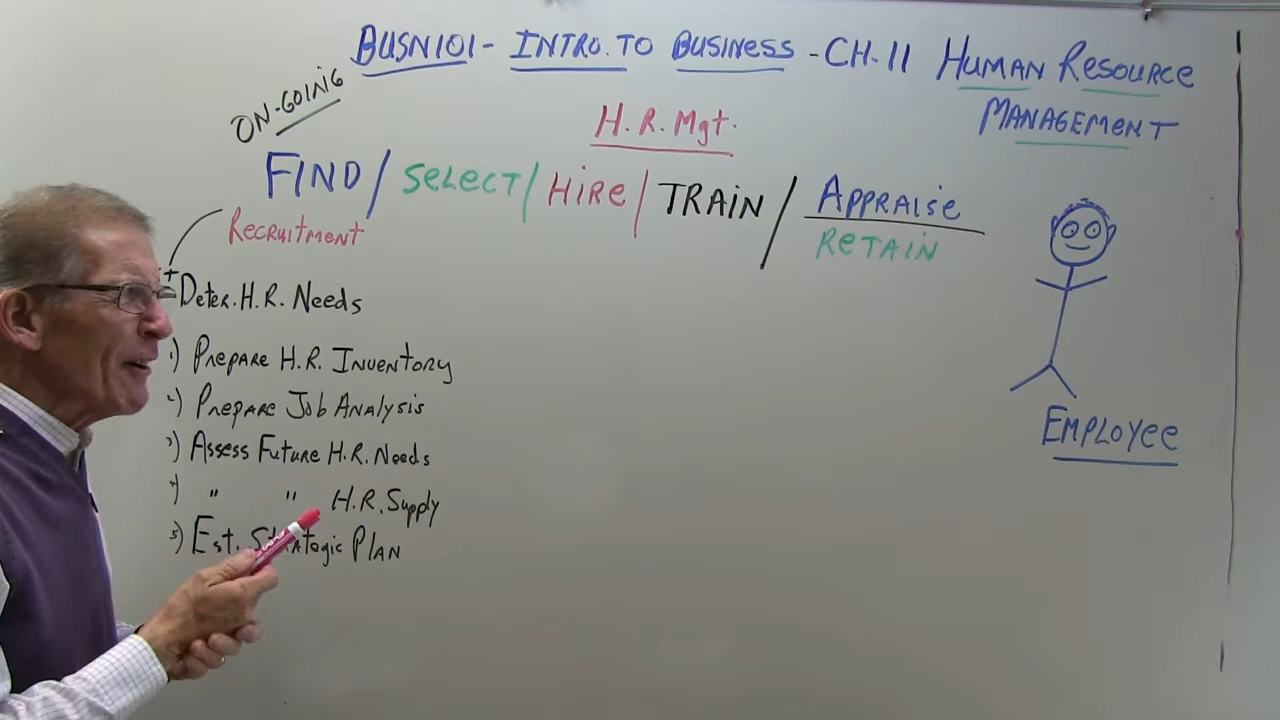 BUSN101 - INTRO. TO BUSINESS - CH. 11 HUMAN RESOURCE
MANAGEMENT
ON-GOING
H.R. Mgt.
FIND / SELECT / HIRE / TRAIN / APPRAISE
RETAIN
RECRUITMENT
DETER. H.R. NEEDS
1) PREPARE H.R. INVENTORY
2) PREPARE JOB ANALYSIS
3) ASSESS FUTURE H.R. NEEDS
4) " " H.R. SUPPLY
5) EST. STRATEGIC PLAN
EMPLOYEE